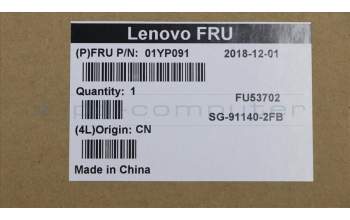 Lenovo FRU
(P)FRU P/N: 01YP091 2018-12-01
Quantity: 1
FU53702
SG-91140-2FB
(4L)Origin: CN
Made in China